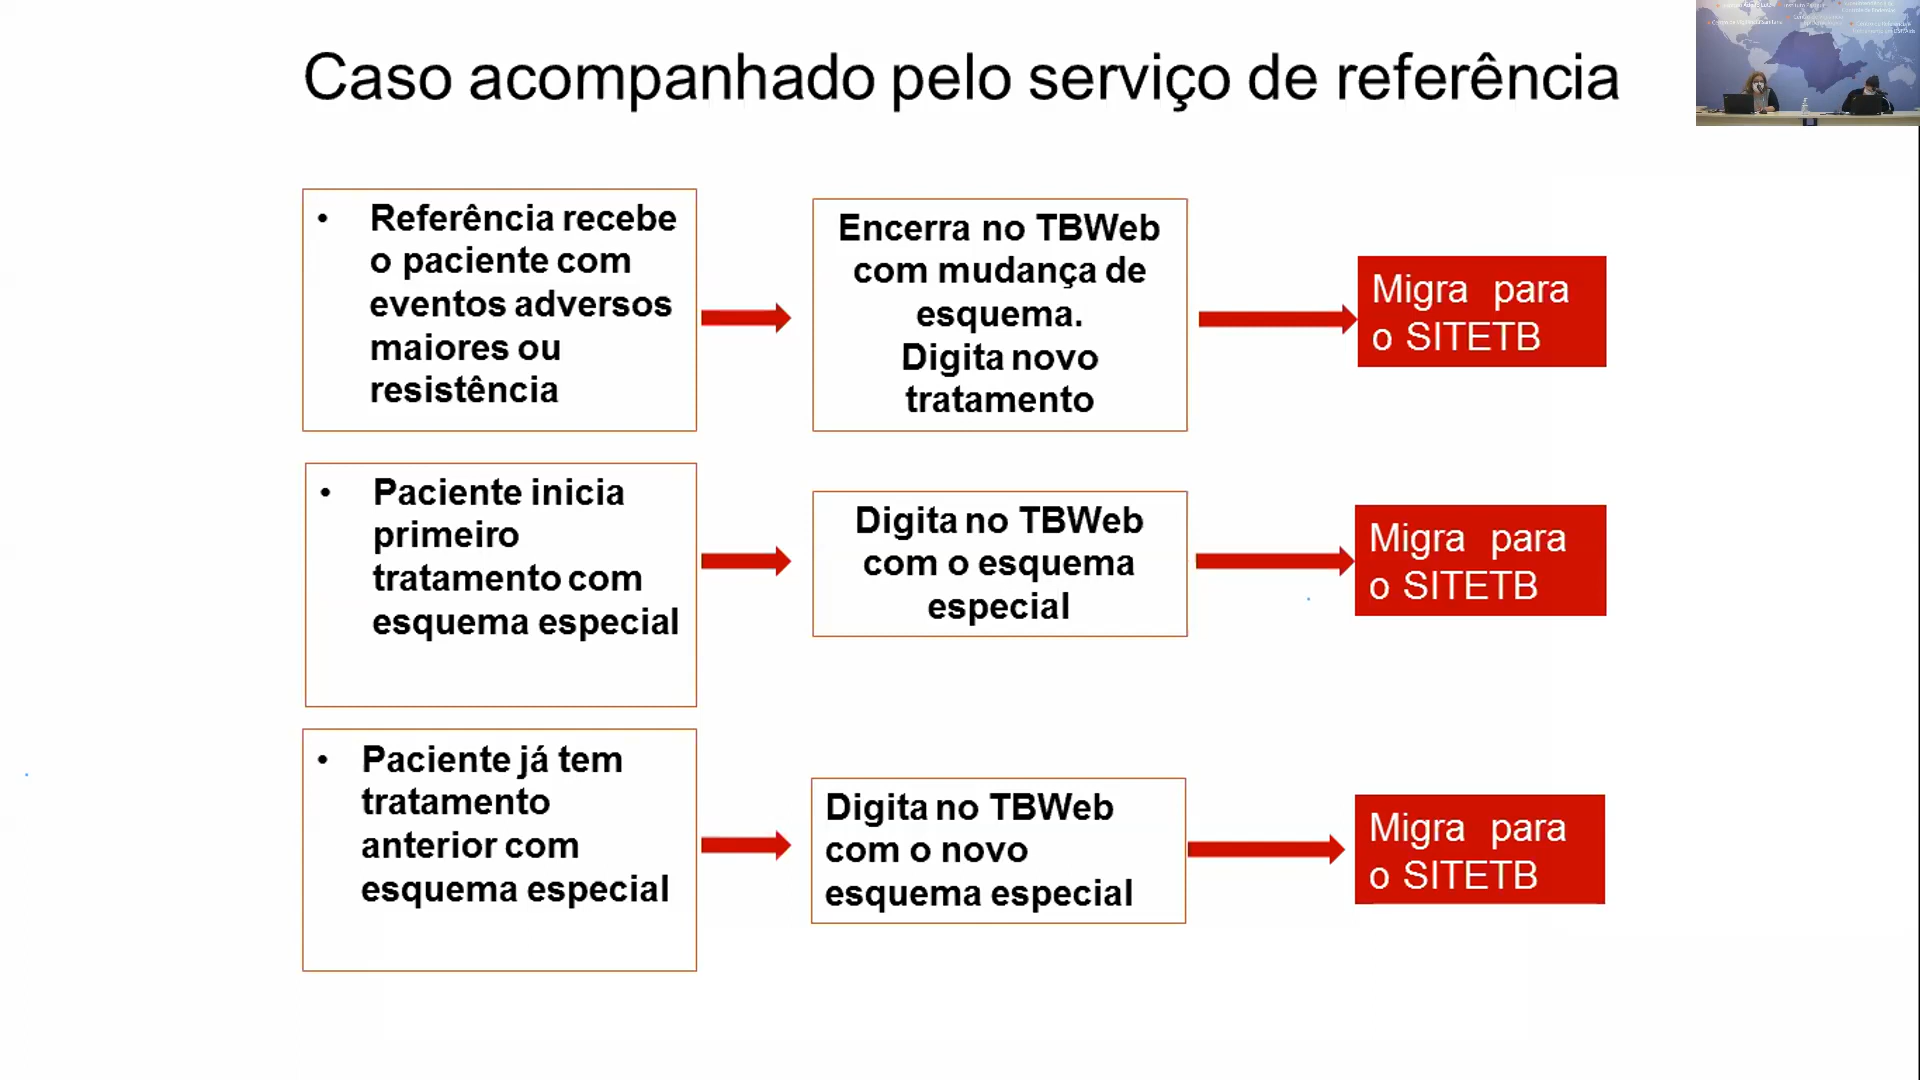 Caso acompanhado pelo serviço de referência
• Referência recebe
o paciente com
eventos adversos
maiores ou
resistência
Encerra no TBWeb
com mudança de
esquema.
Digita novo
tratamento
Migra para
o SITETB
• Paciente inicia
primeiro
tratamento com
esquema especial
Digita no TBWeb
com o esquema
especial
Migra para
o SITETB
• Paciente já tem
tratamento
anterior com
esquema especial
Digita no TBWeb
com o novo
esquema especial
Migra para
o SITETB